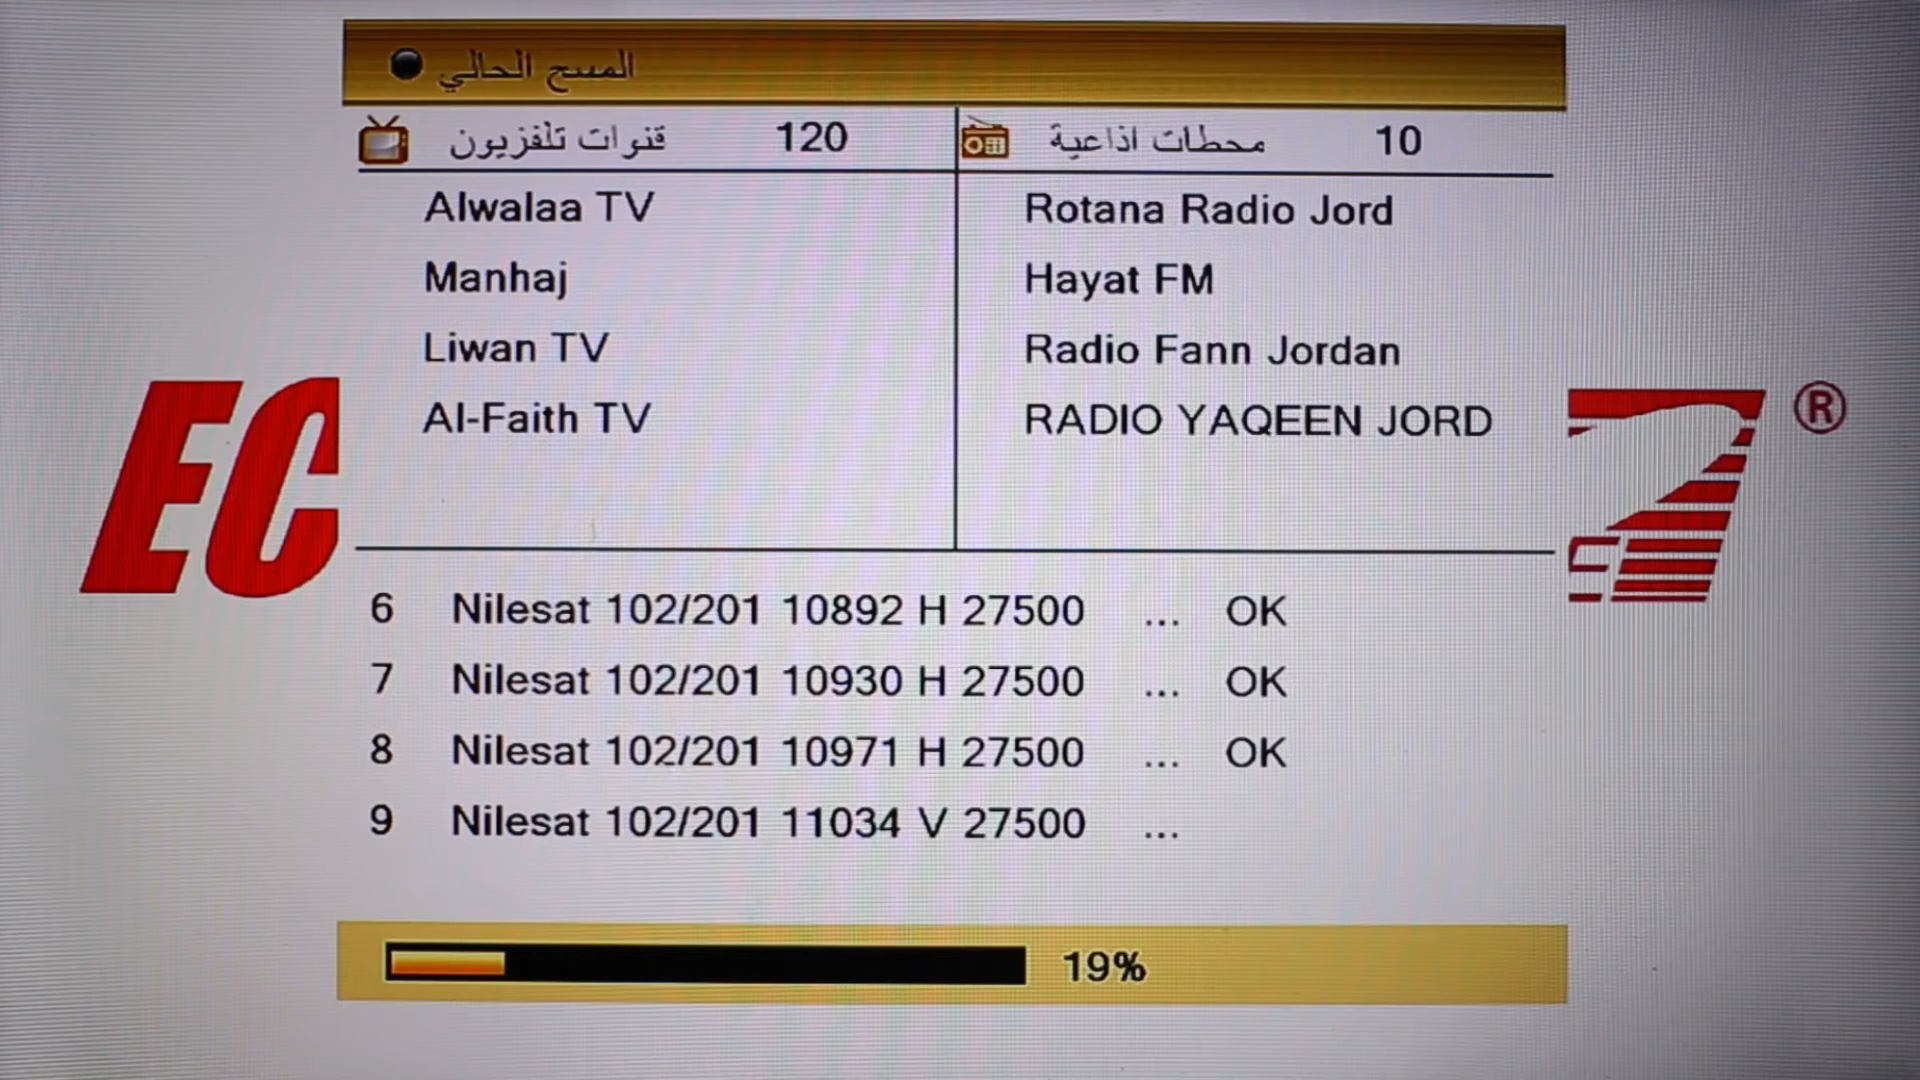 المسح الحالي
قنوات تلفزيون 120
محطات اذاعية 10
Alwalaa TV
Manhaj
Liwan TV
Al-Faith TV
Rotana Radio Jord
Hayat FM
Radio Fann Jordan
RADIO YAQEEN JORD
EC
®
6 Nilesat 102/201 10892 H 27500 ... OK
7 Nilesat 102/201 10930 H 27500 ... OK
8 Nilesat 102/201 10971 H 27500 ... OK
9 Nilesat 102/201 11034 V 27500 ...
19%